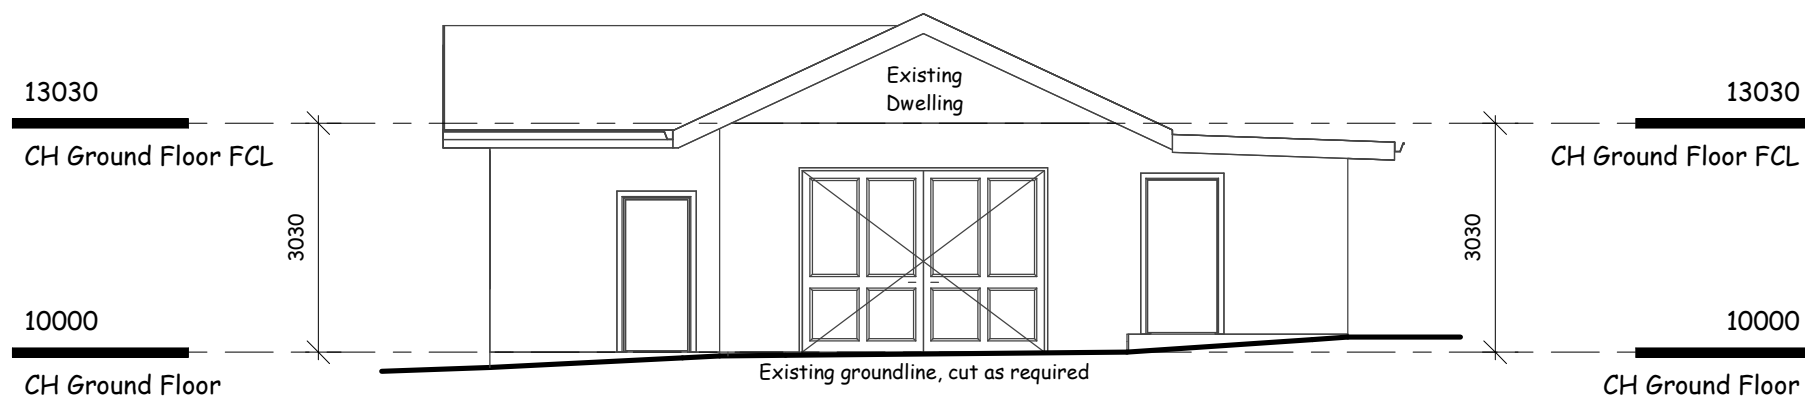 Existing
Dwelling
13030
13030
CH Ground Floor FCL
CH Ground Floor FCL
3030
3030
10000
10000
Existing groundline, cut as required
CH Ground Floor
CH Ground Floor